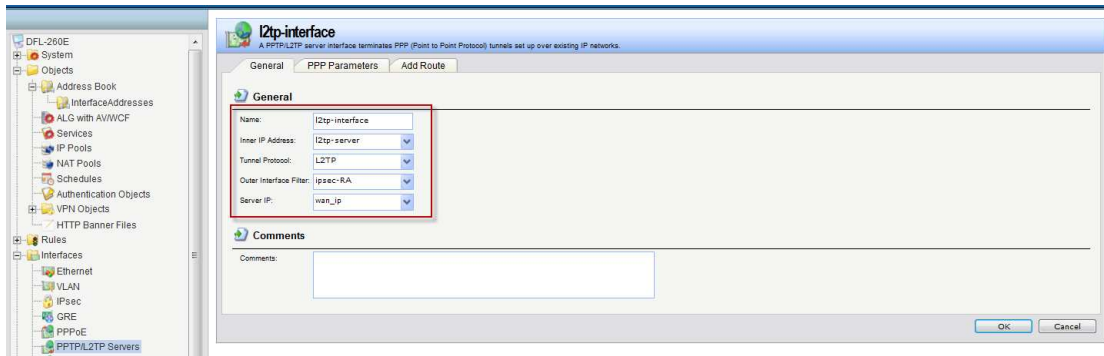 DFL-260E
System
Objects
Address Book
InterfaceAddresses
ALG with AV/WCF
Services
IP Pools
NAT Pools
Schedules
Authentication Objects
VPN Objects
HTTP Banner Files
Rules
Interfaces
Ethernet
VLAN
IPsec
GRE
PPPoE
PPTP/L2TP Servers
l2tp-interface
A PPTP/L2TP server interface terminates PPP (Point to Point Protocol) tunnels set up over existing IP networks.
General PPP Parameters Add Route
General
Name: l2tp-interface
Inner IP Address: l2tp-server
Tunnel Protocol: L2TP
Outer Interface Filter: ipsec-RA
Server IP: wan_ip
Comments
Comments:
OK Cancel